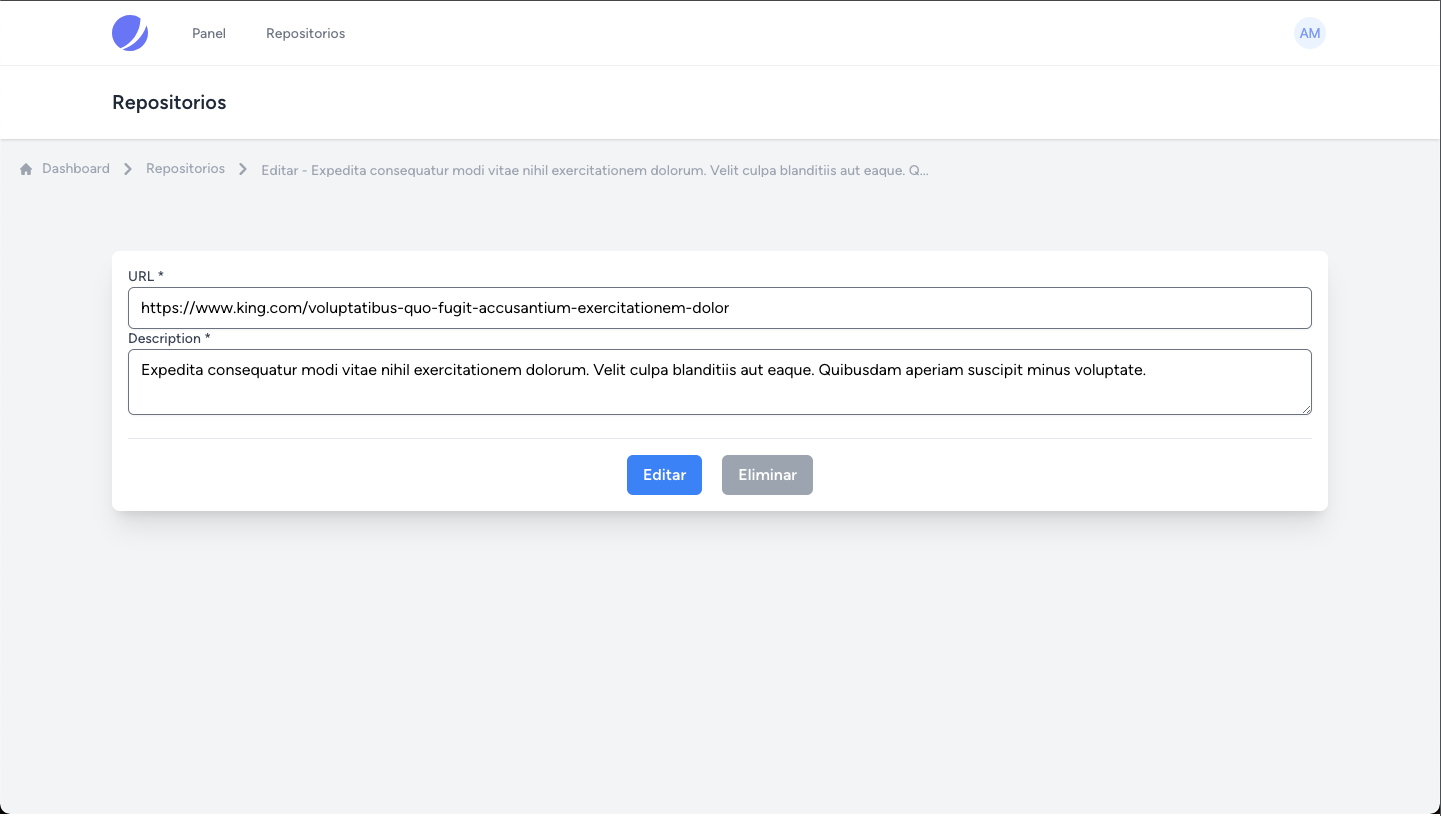 Panel Repositorios AM
Repositorios
Dashboard Repositorios Editar - Expedita consequatur modi vitae nihil exercitationem dolorum. Velit culpa blanditiis aut eaque. Q...
URL *
https://www.king.com/voluptatibus-quo-fugit-accusantium-exercitationem-dolor
Description *
Expedita consequatur modi vitae nihil exercitationem dolorum. Velit culpa blanditiis aut eaque. Quibusdam aperiam suscipit minus voluptate.
Editar Eliminar